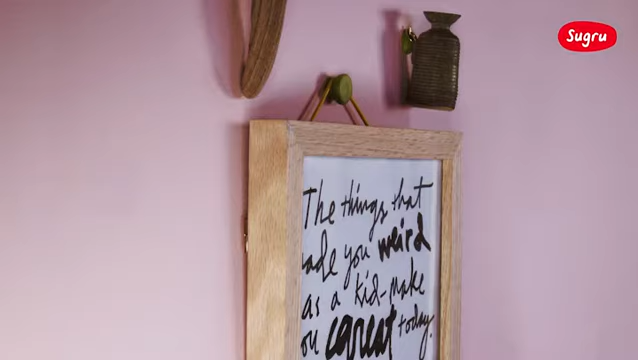 Sugru
The things that
ade you weird
as a kid-make
ou great today.